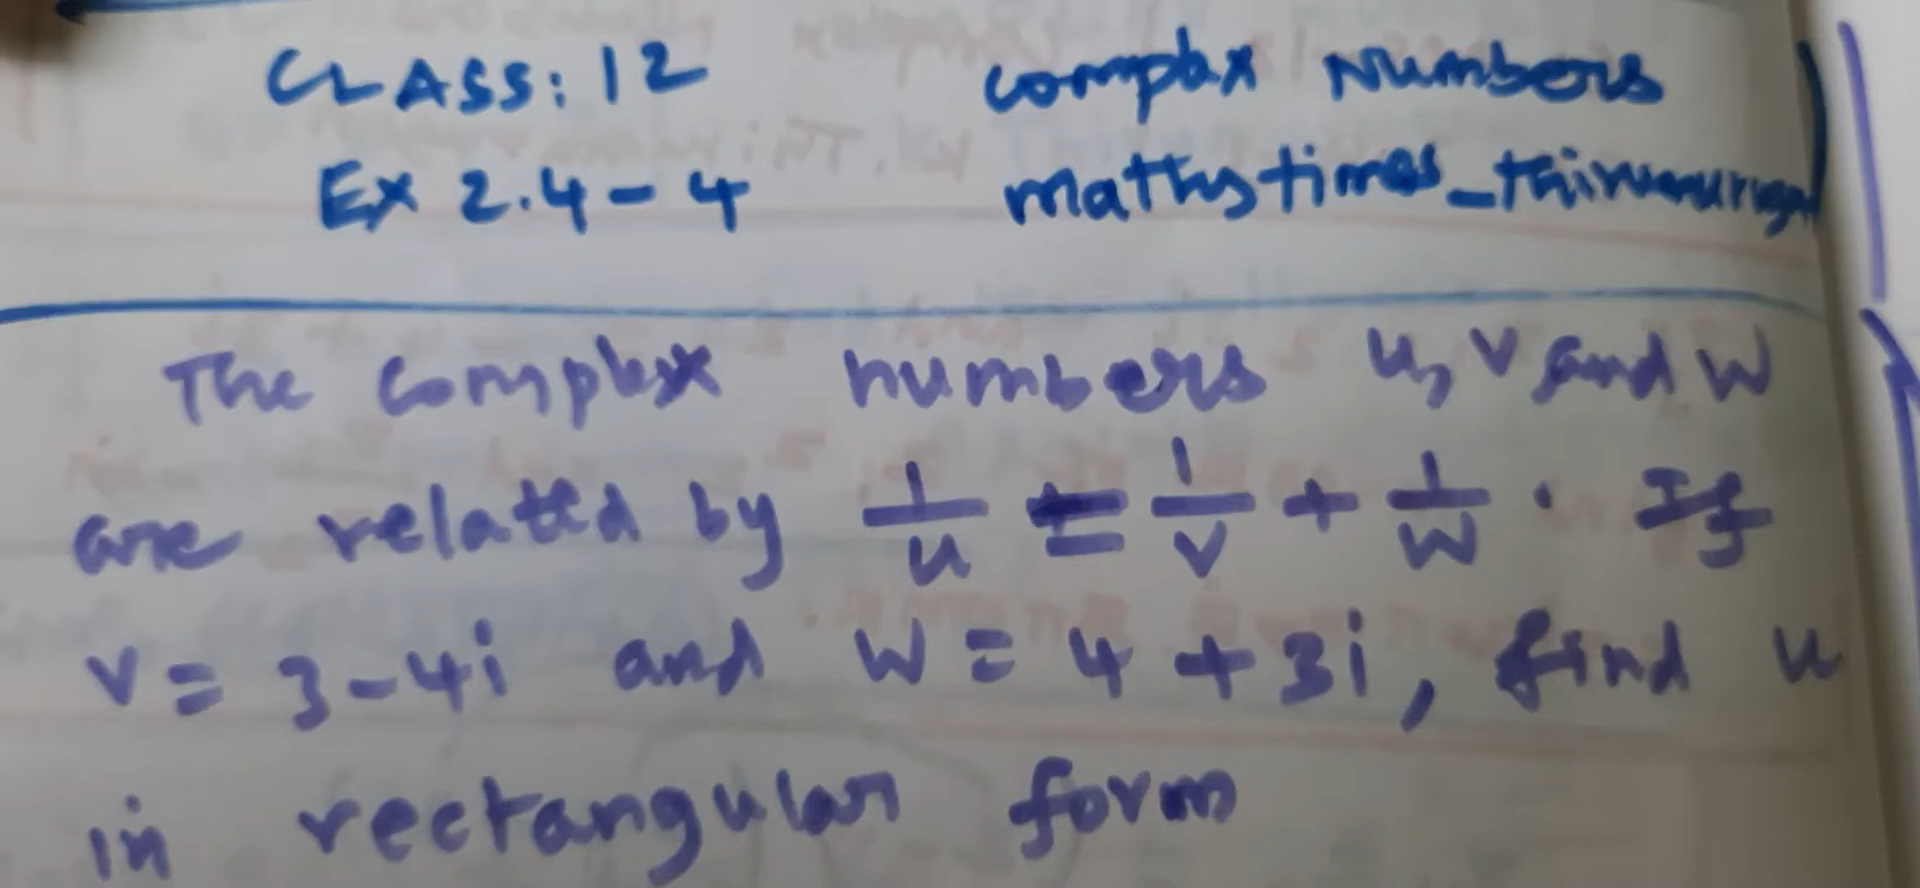 CLASS: 12 Complex Numbers
Ex 2.4 - 4 mathstimes_thirumurugan
The Complex numbers u, v and w
are related by 1/u = 1/v + 1/w . If
v = 3 - 4i and w = 4 + 3i, find u
in rectangular form